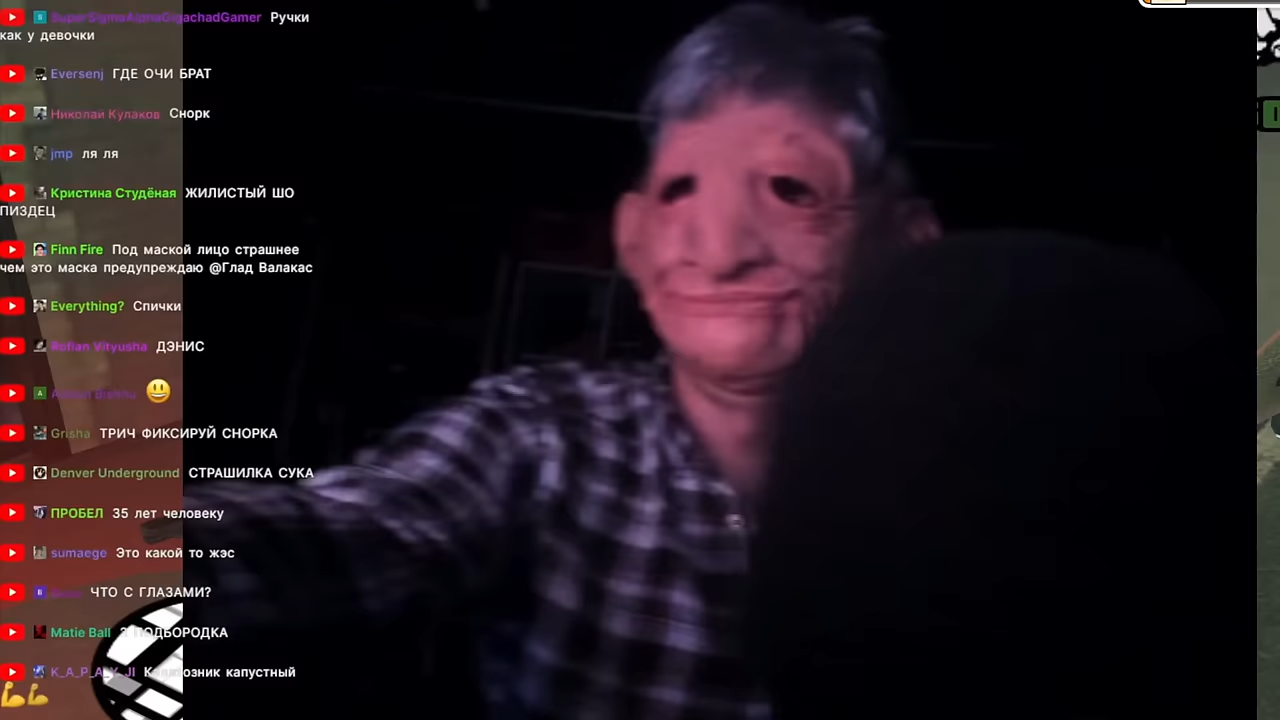 SuperSigmaAlphaGigachadGamer Ручки
как у девочки
Eversenj ГДЕ ОЧИ БРАТ
Николай Кулаков Снорк
jmp ля ля
Кристина Студёная ЖИЛИСТЫЙ ШО
ПИЗДЕЦ
Finn Fire Под маской лицо страшнее
чем это маска предупреждаю @Глад Валакас
Everything? Спички
Rofian Vityusha ДЭНИС
😃
Grisha ТРИЧ ФИКСИРУЙ СНОРКА
Denver Underground СТРАШИЛКА СУКА
ПРОБЕЛ 35 лет человеку
sumaege Это какой то жэс
ЧТО С ГЛАЗАМИ?
Matie Ball ПОДБОРОДКА
капустный
💪💪